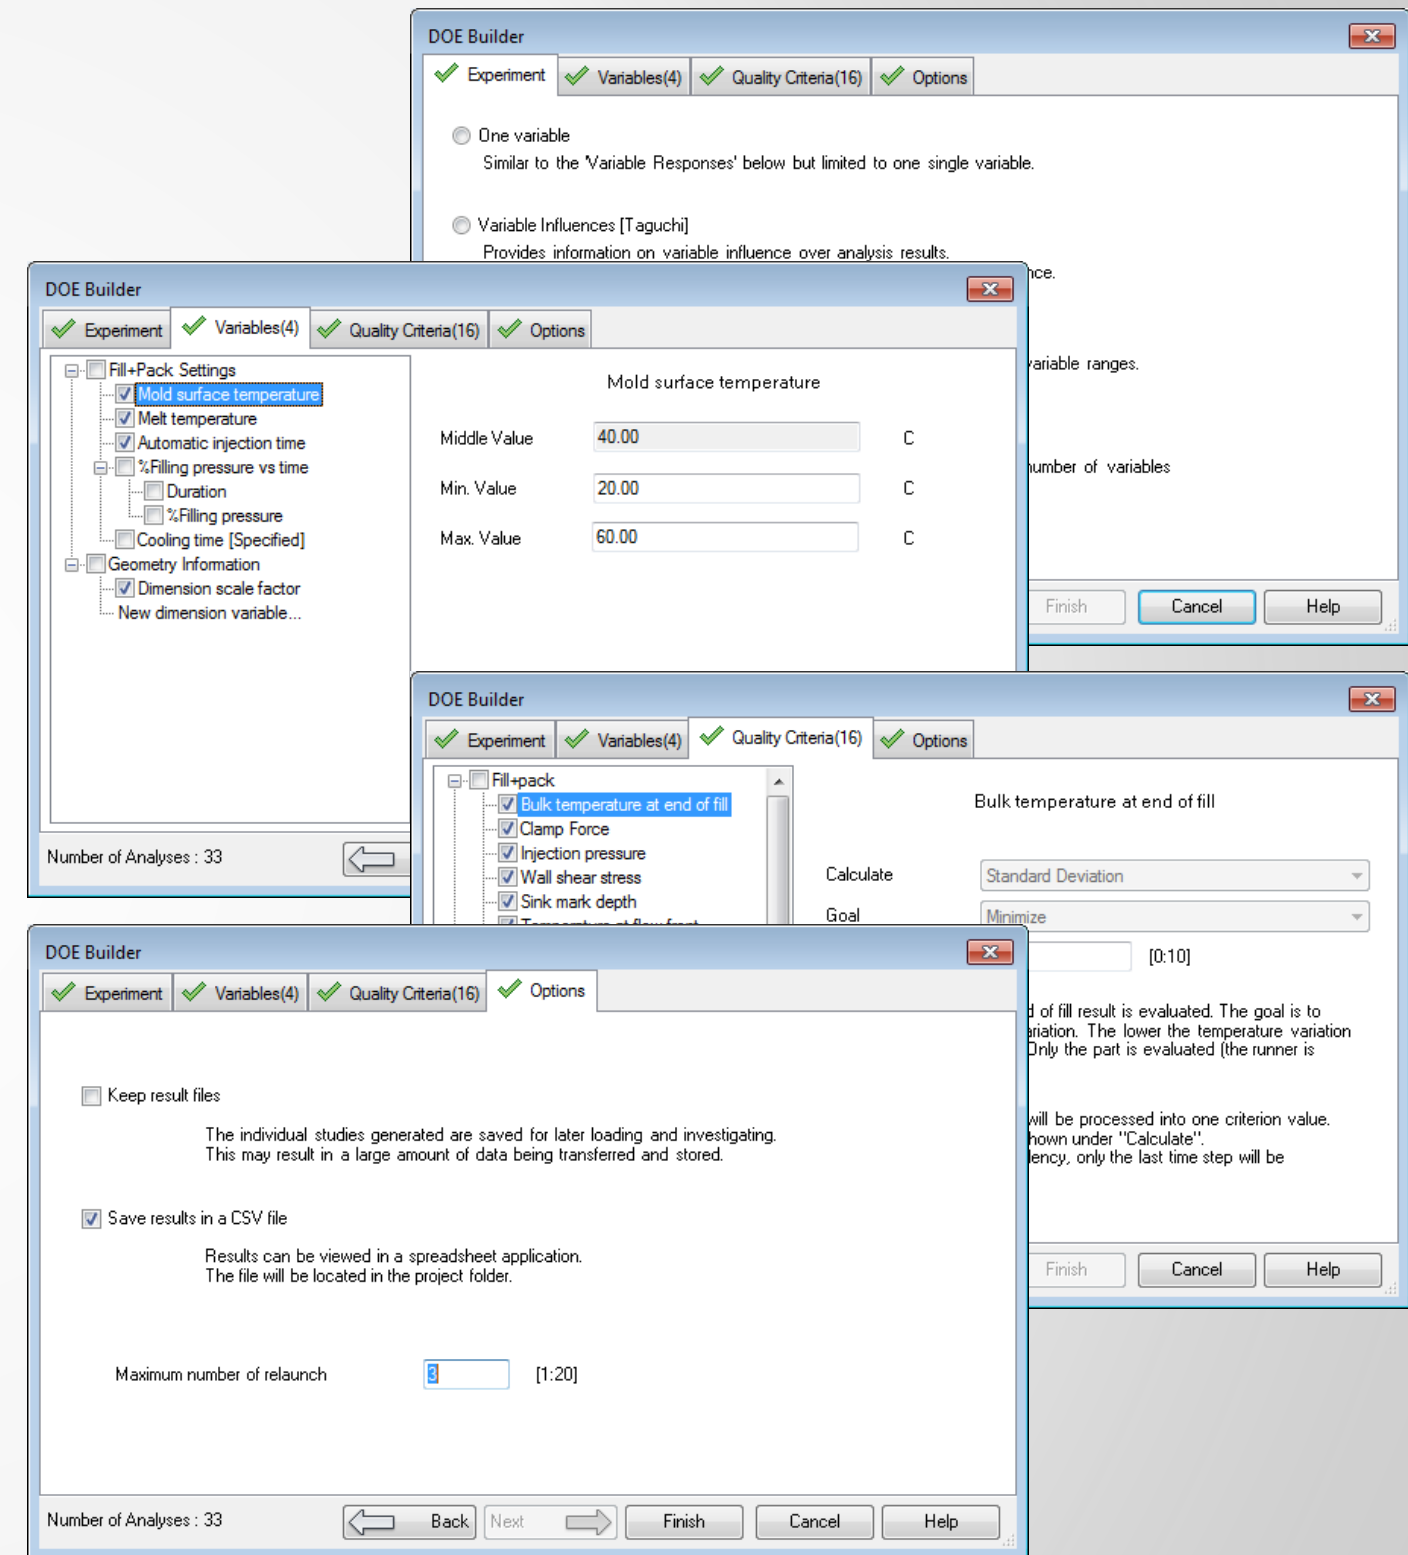 DOE Builder
Experiment
Variables(4)
Quality Criteria(16)
Options
One variable
Similar to the 'Variable Responses' below but limited to one single variable.
Variable Influences [Taguchi]
Provides information on variable influence over analysis results.
variable ranges.
number of variables
Finish
Cancel
Help
DOE Builder
Experiment
Variables(4)
Quality Criteria(16)
Options
Fill+Pack Settings
Mold surface temperature
Melt temperature
Automatic injection time
%Filling pressure vs time
Duration
%Filling pressure
Cooling time [Specified]
Geometry Information
Dimension scale factor
New dimension variable...
Mold surface temperature
Middle Value 40.00 C
Min. Value 20.00 C
Max. Value 60.00 C
Number of Analyses : 33
DOE Builder
Experiment
Variables(4)
Quality Criteria(16)
Options
Fill+pack
Bulk temperature at end of fill
Clamp Force
Injection pressure
Wall shear stress
Sink mark depth
Temperature at flow front
Bulk temperature at end of fill
Calculate Standard Deviation
Goal Minimize
[0:10]
of fill result is evaluated. The goal is to
The lower the temperature variation
Only the part is evaluated (the runner is
will be processed into one criterion value.
shown under "Calculate".
only the last time step will be
Finish
Cancel
Help
DOE Builder
Experiment
Variables(4)
Quality Criteria(16)
Options
Keep result files
The individual studies generated are saved for later loading and investigating.
This may result in a large amount of data being transferred and stored.
Save results in a CSV file
Results can be viewed in a spreadsheet application.
The file will be located in the project folder.
Maximum number of relaunch 3 [1:20]
Number of Analyses : 33
Back
Next
Finish
Cancel
Help